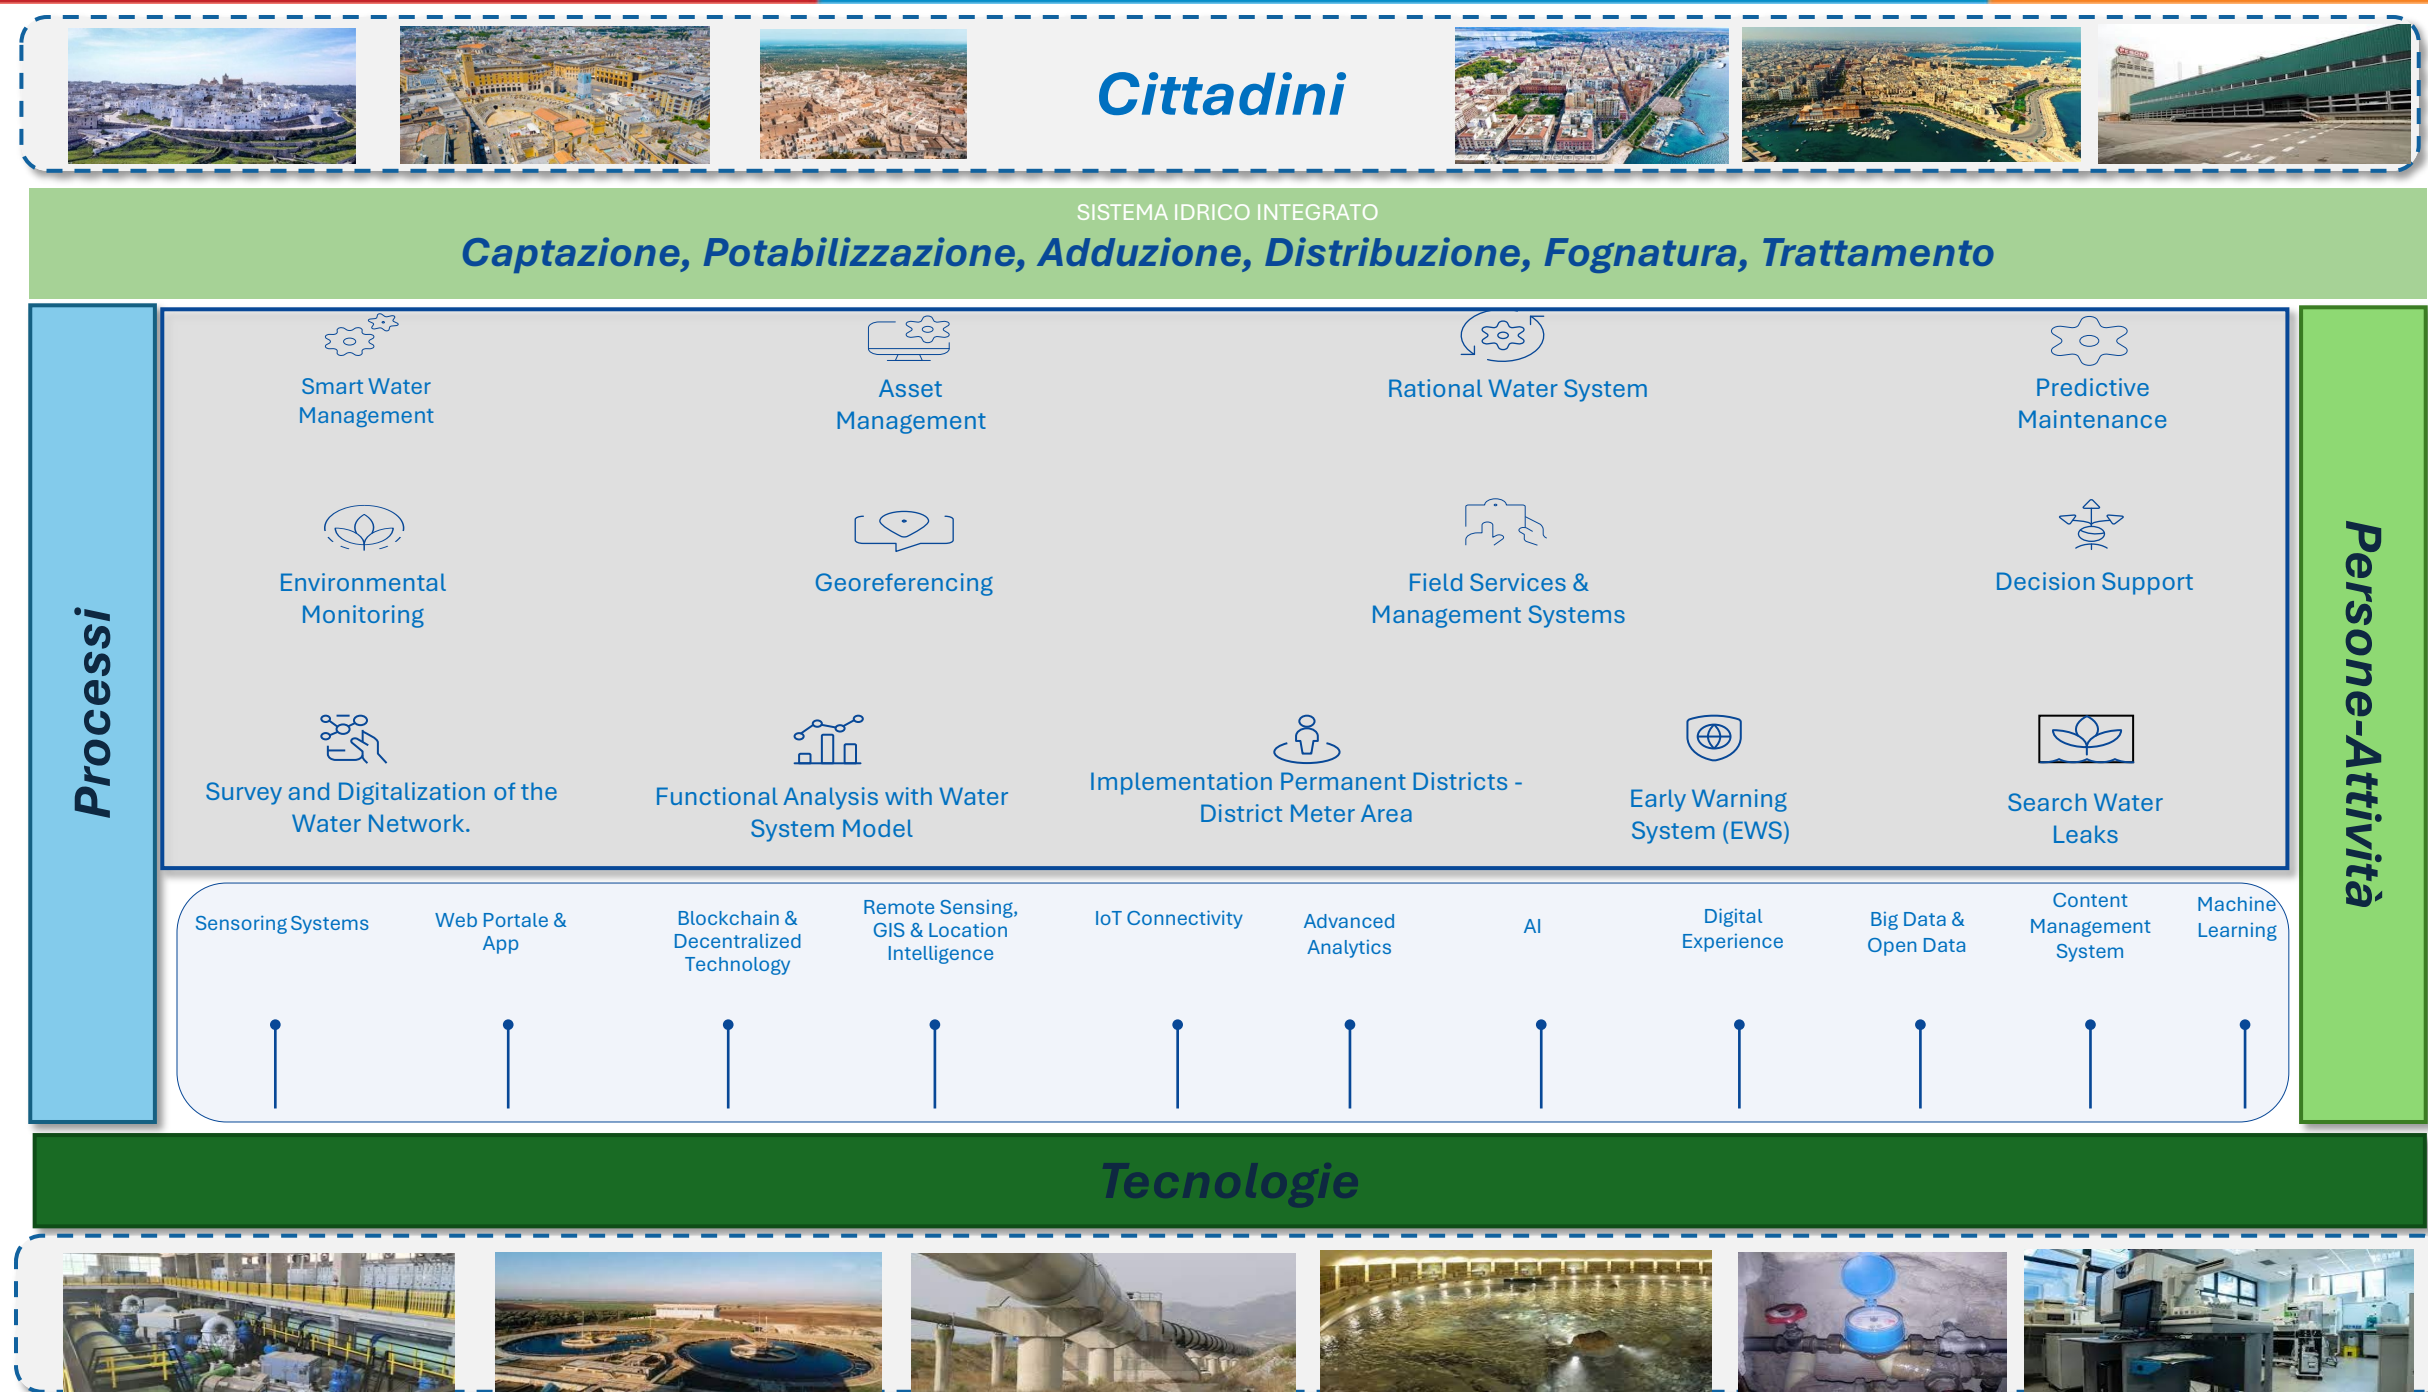 Cittadini
SISTEMA IDRICO INTEGRATO
Captazione, Potabilizzazione, Adduzione, Distribuzione, Fognatura, Trattamento
Processi
Smart Water
Management
Asset
Management
Rational Water System
Predictive
Maintenance
Environmental
Monitoring
Georeferencing
Field Services &
Management Systems
Decision Support
Survey and Digitalization of the
Water Network.
Functional Analysis with Water
System Model
Implementation Permanent Districts -
District Meter Area
Early Warning
System (EWS)
Search Water
Leaks
Persone-Attività
Sensoring Systems
Web Portale &
App
Blockchain &
Decentralized
Technology
Remote Sensing,
GIS & Location
Intelligence
IoT Connectivity
Advanced
Analytics
AI
Digital
Experience
Big Data &
Open Data
Content
Management
System
Machine
Learning
Tecnologie